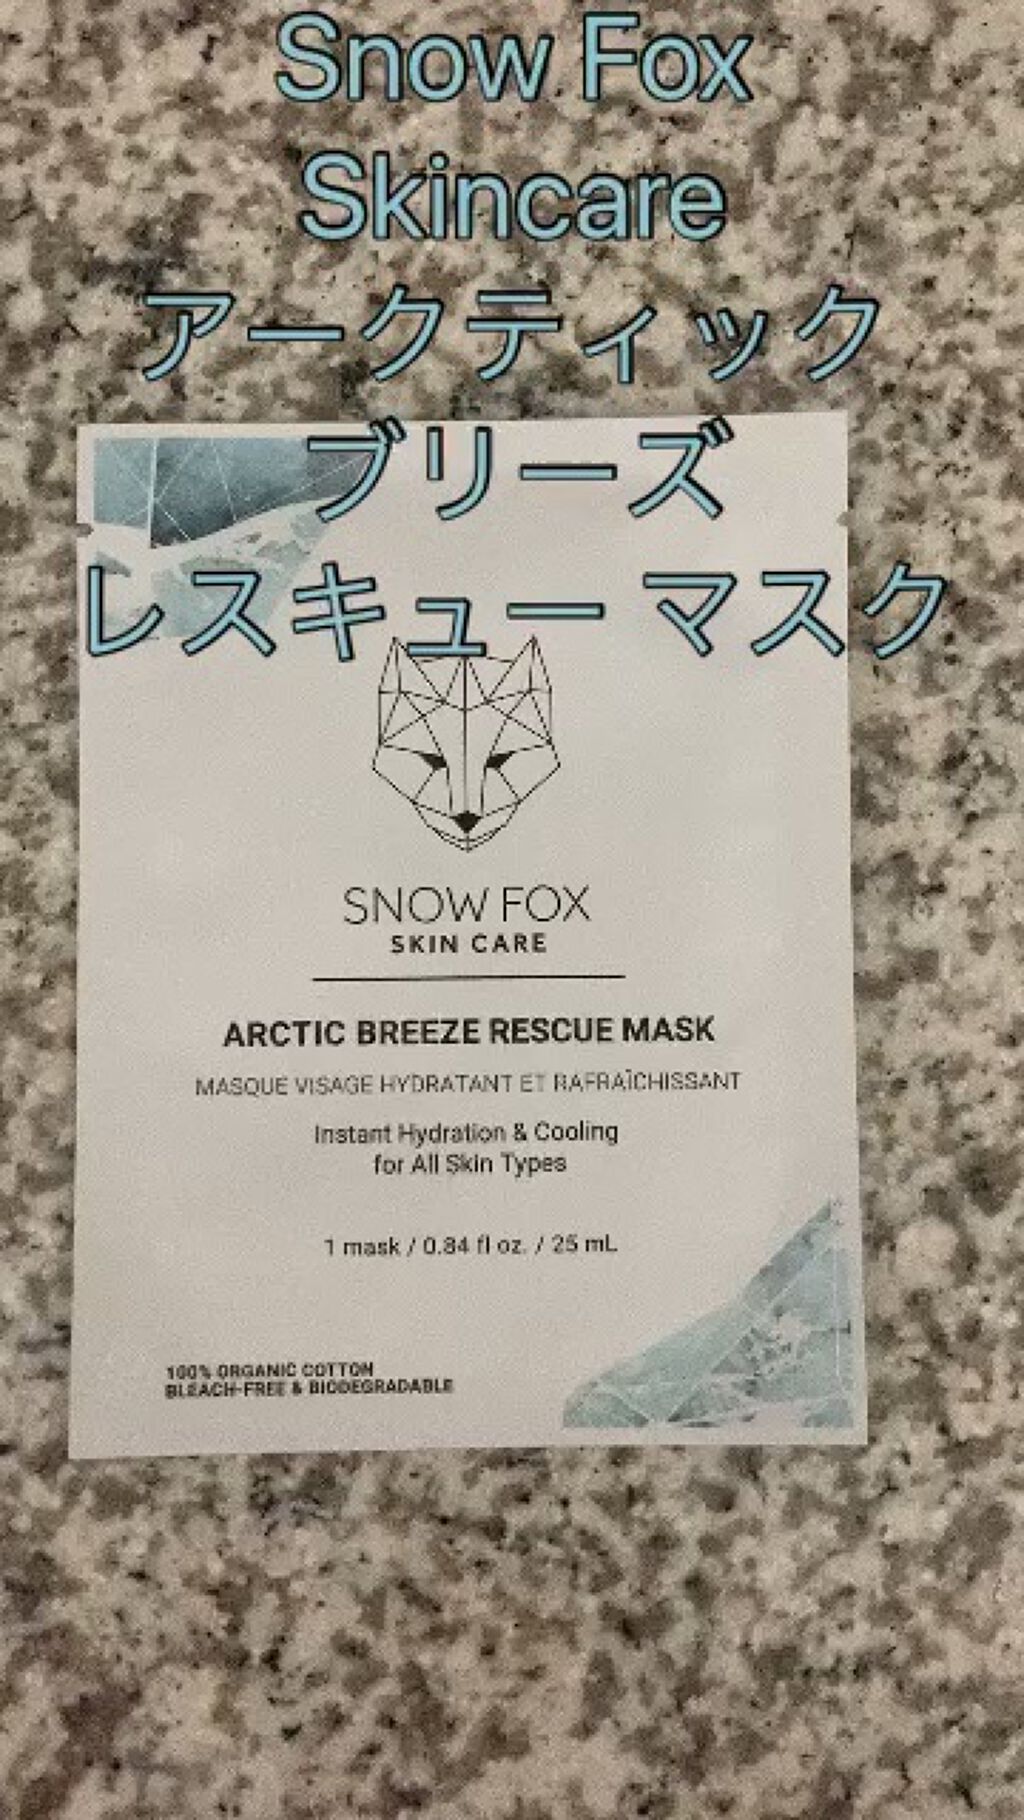 Snow Fox
Skincare
アークティック
ブリーズ
レスキュー マスク
SNOW FOX
SKIN CARE
ARCTIC BREEZE RESCUE MASK
MASQUE VISAGE HYDRATANT ET RAFRAÎCHISSANT
Instant Hydration & Cooling
for All Skin Types
1 mask / 0.84 fl oz. / 25 mL
100% ORGANIC COTTON
BLEACH-FREE & BIODEGRADABLE